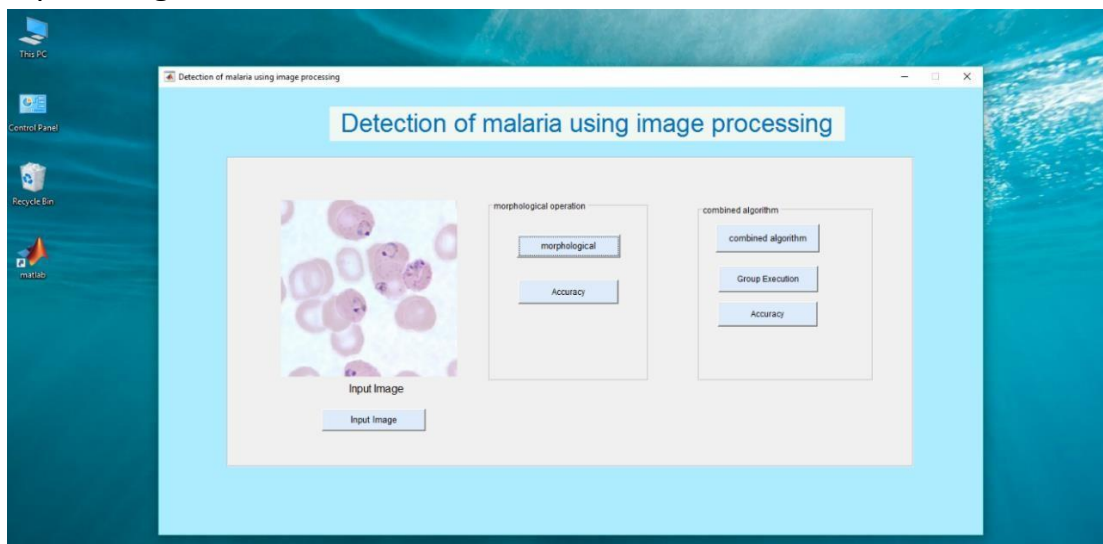 This PC
Control Panel
Recycle Bin
matlab
Detection of malaria using image processing
Detection of malaria using image processing
Input Image
Input Image
morphological operation
morphological
Accuracy
combined algorithm
combined algorithm
Group Execution
Accuracy